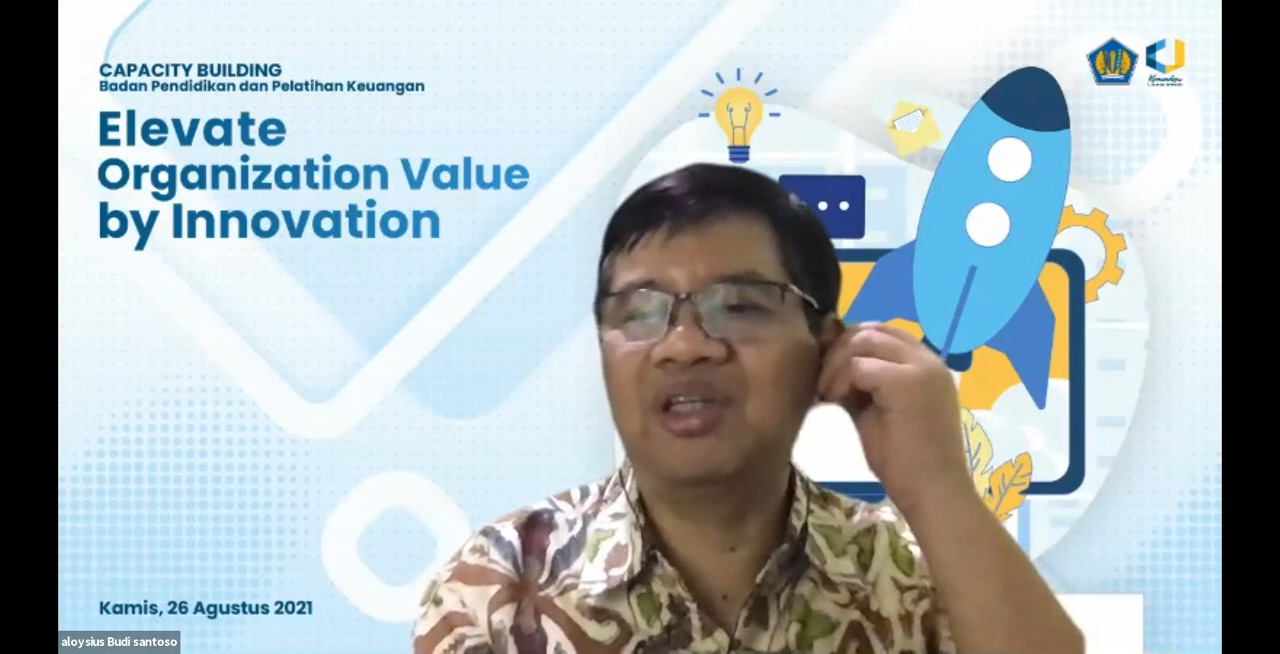 CAPACITY BUILDING
Badan Pendidikan dan Pelatihan Keuangan
Elevate
Organization Value
by Innovation
Kamis, 26 Agustus 2021
aloysius Budi santoso